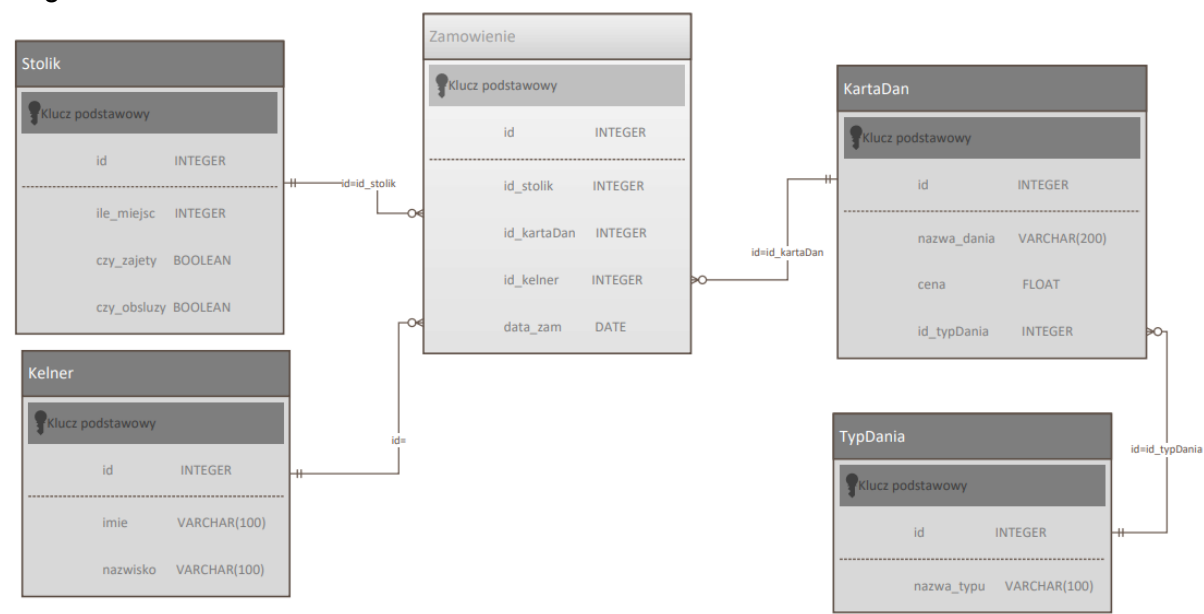 Stolik
Klucz podstawowy
id INTEGER
ile_miejsc INTEGER
czy_zajety BOOLEAN
czy_obsluzy BOOLEAN
id=id_stolik
Kelner
Klucz podstawowy
id INTEGER
imie VARCHAR(100)
nazwisko VARCHAR(100)
id=
Zamowienie
Klucz podstawowy
id INTEGER
id_stolik INTEGER
id_kartaDan INTEGER
id_kelner INTEGER
data_zam DATE
id=id_kartaDan
KartaDan
Klucz podstawowy
id INTEGER
nazwa_dania VARCHAR(200)
cena FLOAT
id_typDania INTEGER
id=id_typDania
TypDania
Klucz podstawowy
id INTEGER
nazwa_typu VARCHAR(100)